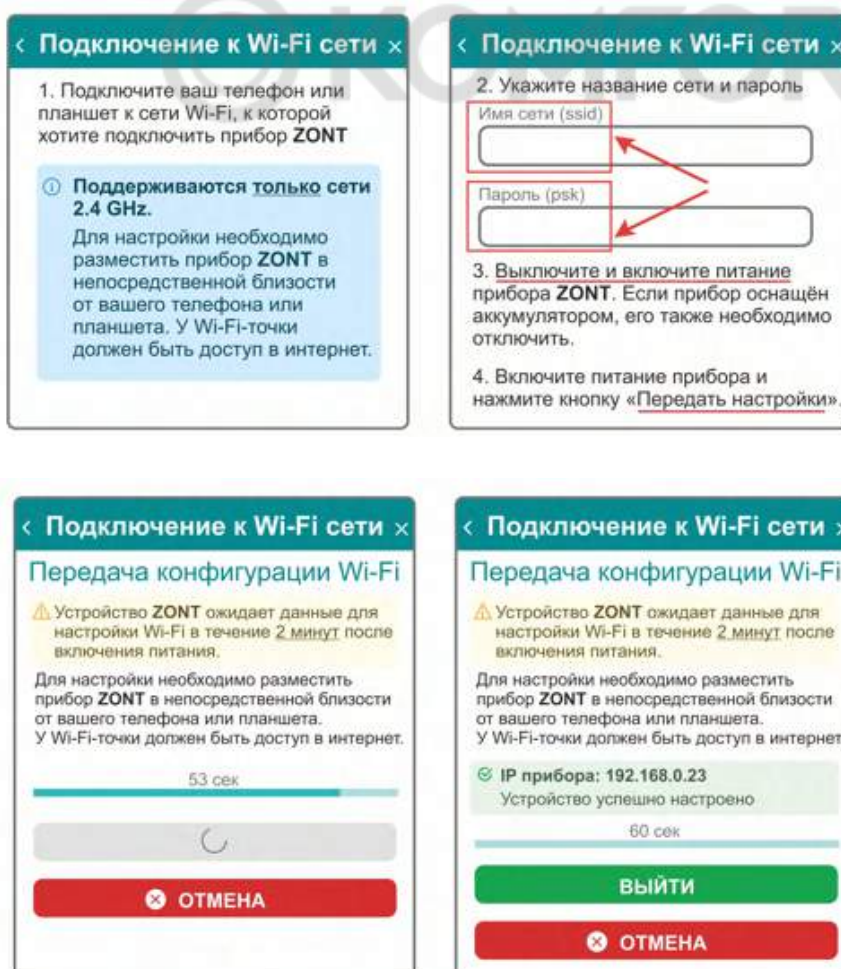 © KOMFORT
Подключение к Wi-Fi сети
1. Подключите ваш телефон или
планшет к сети Wi-Fi, к которой
хотите подключить прибор ZONT
Поддерживаются только сети
2.4 GHz.
Для настройки необходимо
разместить прибор ZONT в
непосредственной близости
от вашего телефона или
планшета. У Wi-Fi-точки
должен быть доступ в интернет.
Подключение к Wi-Fi сети
2. Укажите название сети и пароль
Имя сети (ssid)
Пароль (psk)
3. Выключите и включите питание
прибора ZONT. Если прибор оснащён
аккумулятором, его также необходимо
отключить.
4. Включите питание прибора и
нажмите кнопку «Передать настройки».
Подключение к Wi-Fi сети
Передача конфигурации Wi-Fi
Устройство ZONT ожидает данные для
настройки Wi-Fi в течение 2 минут после
включения питания.
Для настройки необходимо разместить
прибор ZONT в непосредственной близости
от вашего телефона или планшета.
У Wi-Fi-точки должен быть доступ в интернет.
53 сек
ОТМЕНА
Подключение к Wi-Fi сети
Передача конфигурации Wi-Fi
Устройство ZONT ожидает данные для
настройки Wi-Fi в течение 2 минут после
включения питания.
Для настройки необходимо разместить
прибор ZONT в непосредственной близости
от вашего телефона или планшета.
У Wi-Fi-точки должен быть доступ в интернет
IP прибора: 192.168.0.23
Устройство успешно настроено
60 сек
ВЫЙТИ
ОТМЕНА